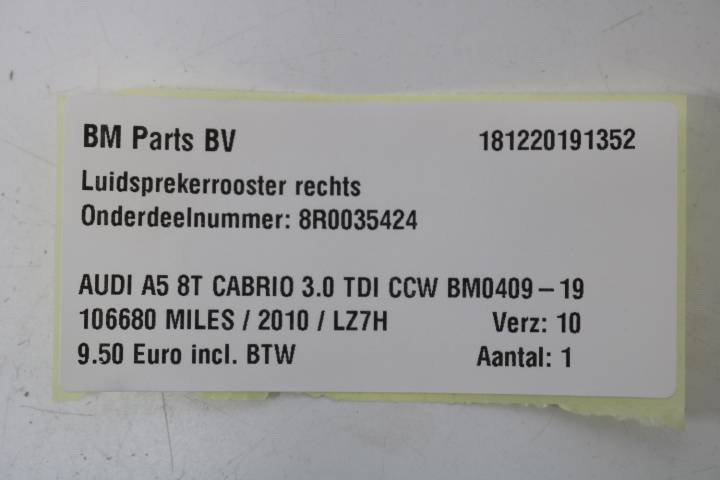 BM Parts BV 181220191352
Luidsprekerrooster rechts
Onderdeelnummer: 8R0035424
AUDI A5 8T CABRIO 3.0 TDI CCW BM0409-19
106680 MILES / 2010 / LZ7H Verz: 10
9.50 Euro incl. BTW Aantal: 1